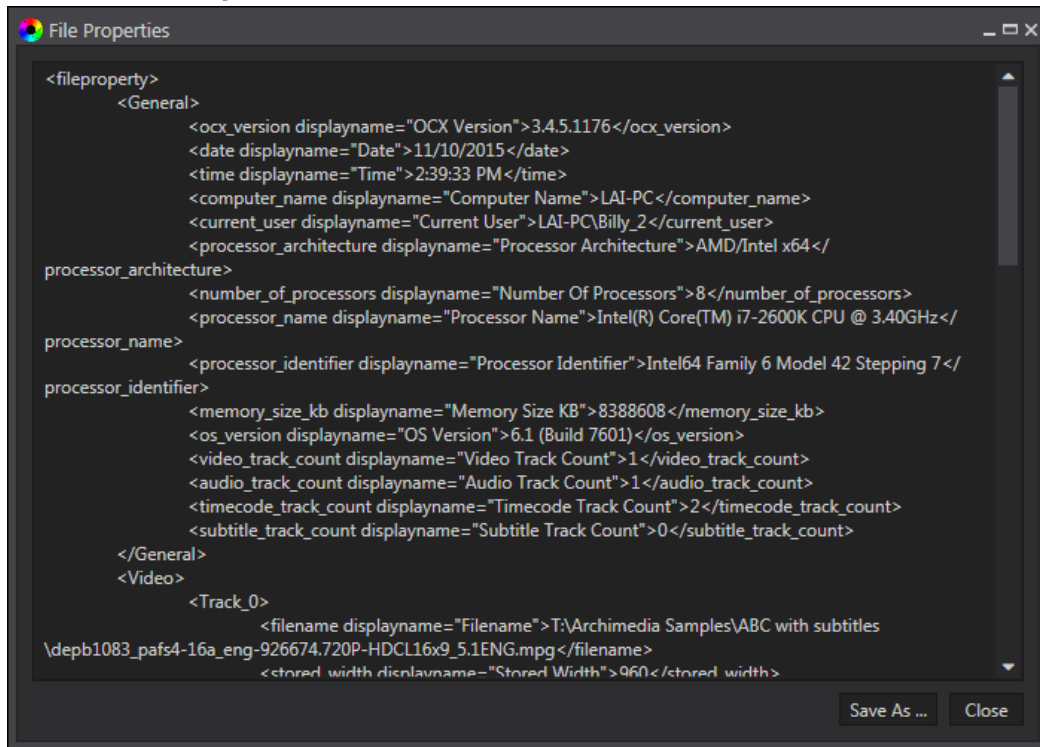 File Properties
<fileproperty>
<General>
<ocx_version displayname="OCX Version">3.4.5.1176</ocx_version>
<date displayname="Date">11/10/2015</date>
<time displayname="Time">2:39:33 PM</time>
<computer_name displayname="Computer Name">LAI-PC</computer_name>
<current_user displayname="Current User">LAI-PC\Billy_2</current_user>
<processor_architecture displayname="Processor Architecture">AMD/Intel x64</
processor_architecture>
<number_of_processors displayname="Number Of Processors">8</number_of_processors>
<processor_name displayname="Processor Name">Intel(R) Core(TM) i7-2600K CPU @ 3.40GHz</
processor_name>
<processor_identifier displayname="Processor Identifier">Intel64 Family 6 Model 42 Stepping 7</
processor_identifier>
<memory_size_kb displayname="Memory Size KB">8388608</memory_size_kb>
<os_version displayname="OS Version">6.1 (Build 7601)</os_version>
<video_track_count displayname="Video Track Count">1</video_track_count>
<audio_track_count displayname="Audio Track Count">1</audio_track_count>
<timecode_track_count displayname="Timecode Track Count">2</timecode_track_count>
<subtitle_track_count displayname="Subtitle Track Count">0</subtitle_track_count>
</General>
<Video>
<Track_0>
<filename displayname="Filename">T:\Archimedia Samples\ABC with subtitles
\depb1083_pafs4-16a_eng-926674.720P-HDCL16x9_5.1ENG.mpg</filename>
<stored_width displayname="Stored Width">960</stored_width>
Save As ... Close